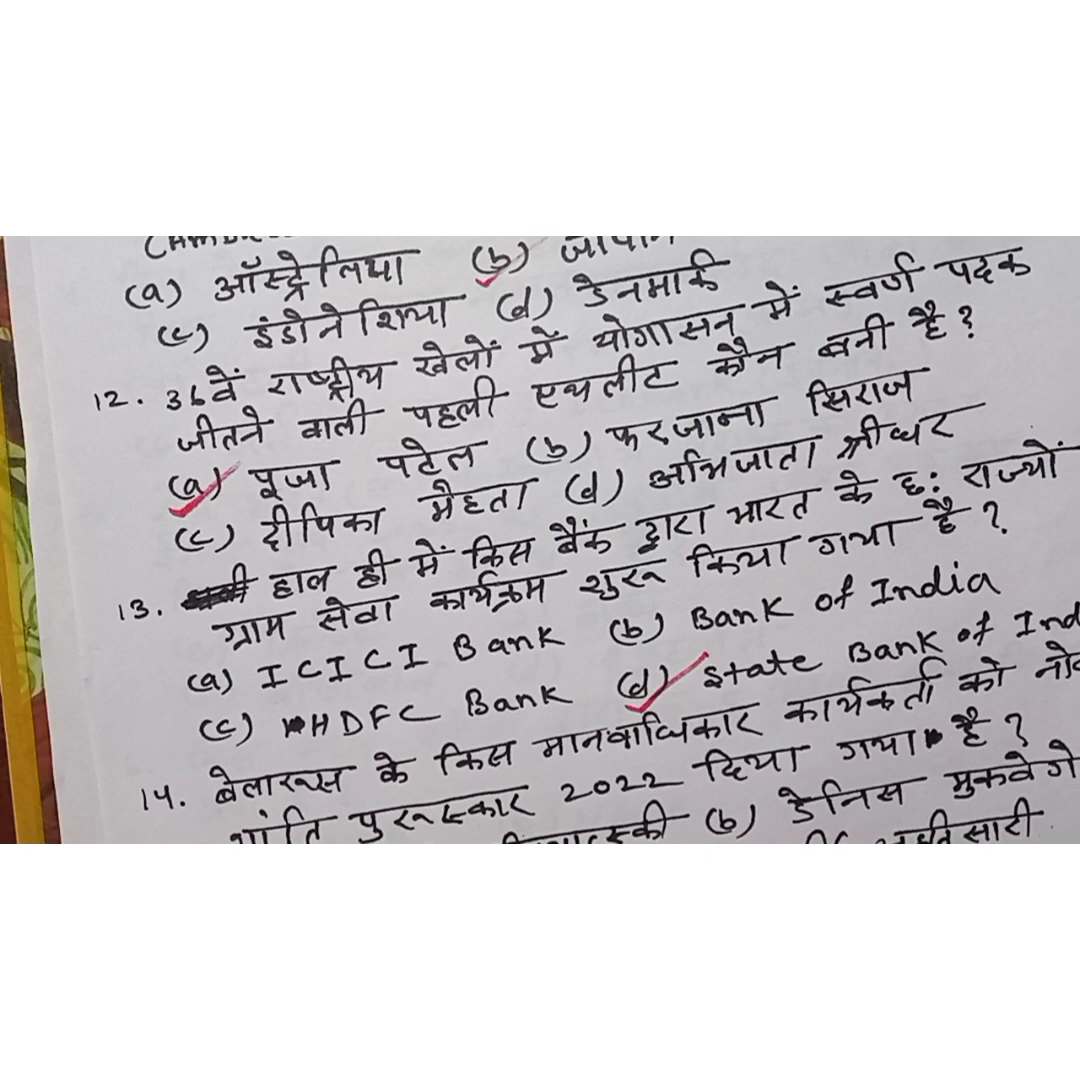 (a) ऑस्ट्रेलिया (b)
(c) इंडोनेशिया (d) डेनमार्क
12. 36वें राष्ट्रीय खेलों में योगासन में स्वर्ण पदक
जीतने वाली पहली एथलीट कौन बनी है ?
(a) पूजा पटेल (b) फरजाना सिराज
(c) दीपिका मेहता (d) अभिजाता श्रीधर
13. हाल ही में किस बैंक द्वारा भारत के छ: राज्यों
ग्राम सेवा कार्यक्रम शुरू किया गया है ?
(a) ICICI Bank (b) Bank of India
(c) HDFC Bank (d) State Bank of Ind
14. बेलारूस के किस मानवाधिकार कार्यकर्ता को
शांति पुरूस्कार 2022 दिया गया है ?
(b) डेनिस मुकवेगे